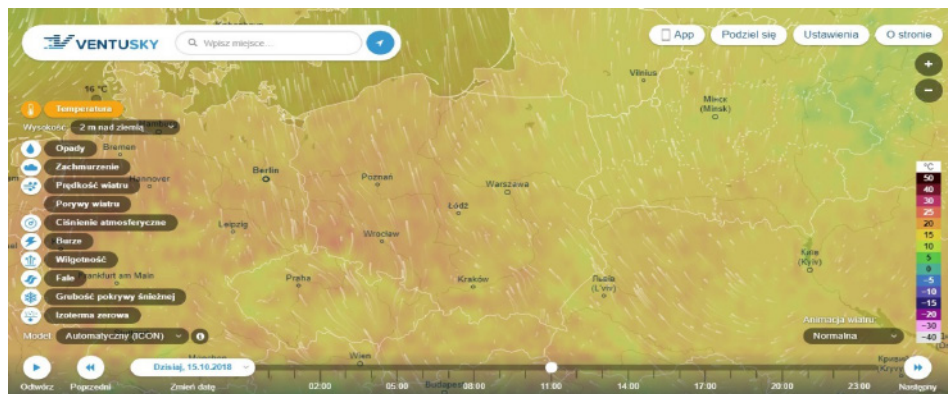 VENTUSKY
Wpisz miejsce...
App
Podziel się
Ustawienia
O stronie
+
−
16 °C
Temperatura
Wysokość:
2 m nad ziemią
Opady
Zachmurzenie
Prędkość wiatru
Porywy wiatru
Ciśnienie atmosferyczne
Burze
Wilgotność
Fale
Grubość pokrywy śnieżnej
Izoterma zerowa
Model
Automatyczny (ICON)
Vilnius
(Minsk)
Bremen
Hannover
Berlin
Poznań
Warszawa
Łódź
Leipzig
Wrocław
Frankfurt am Main
Praha
Kraków
(L'viv)
(Kyiv)
Wien
Budapest
°C
50
40
30
25
20
15
10
5
0
−5
−10
−15
−20
−30
−40
Animacja wiatru:
Normalna
Odtwórz
Poprzedni
Dzisiaj, 15.10.2018
Zmień datę
02:00
05:00
08:00
11:00
14:00
17:00
20:00
23:00
Następny